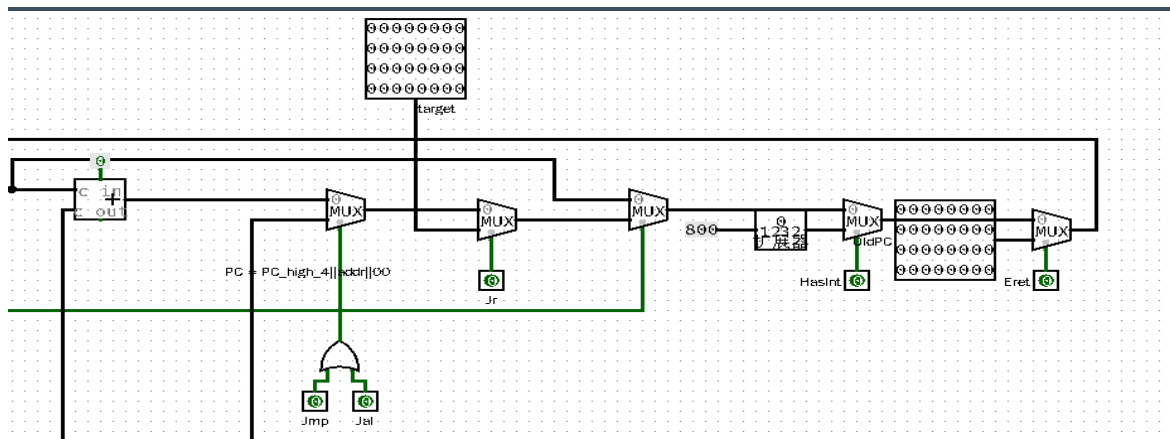 00000000
00000000
00000000
00000000
target
0
c in
+
c out
0
MUX
0
MUX
0
MUX
800
0
1232
扩展器
0
MUX
OldPC
00000000
00000000
00000000
00000000
0
MUX
PC = PC_high_4||addr||00
0
Jr
HasInt
0
Eret
0
0
0
Jmp
Jal